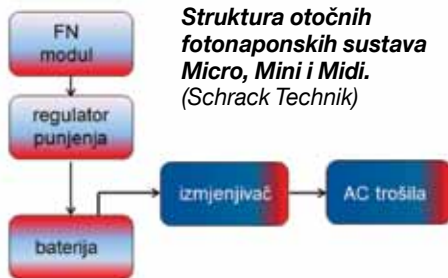 FN
modul
Struktura otočnih
fotonaponskih sustava
Micro, Mini i Midi.
(Schrack Technik)
regulator
punjenja
baterija
izmjenjivač
AC trošila